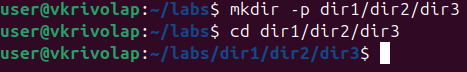 user@vkrivolap:~/labs$ mkdir -p dir1/dir2/dir3
user@vkrivolap:~/labs$ cd dir1/dir2/dir3
user@vkrivolap:~/labs/dir1/dir2/dir3$